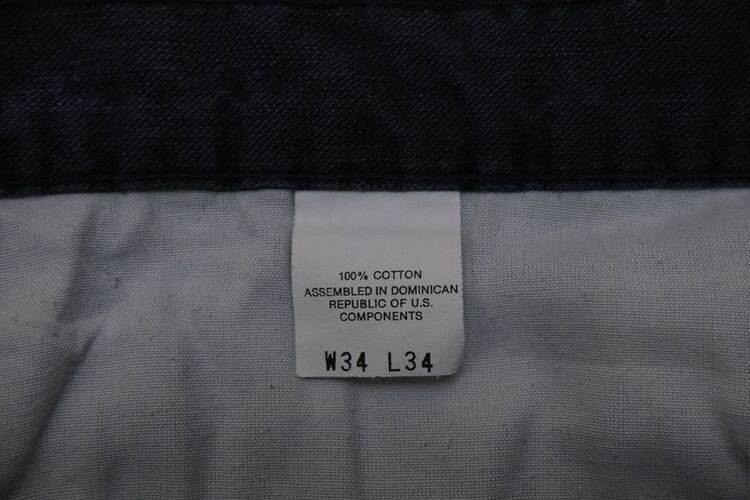 100% COTTON
ASSEMBLED IN DOMINICAN
REPUBLIC OF U.S.
COMPONENTS
W34 L34